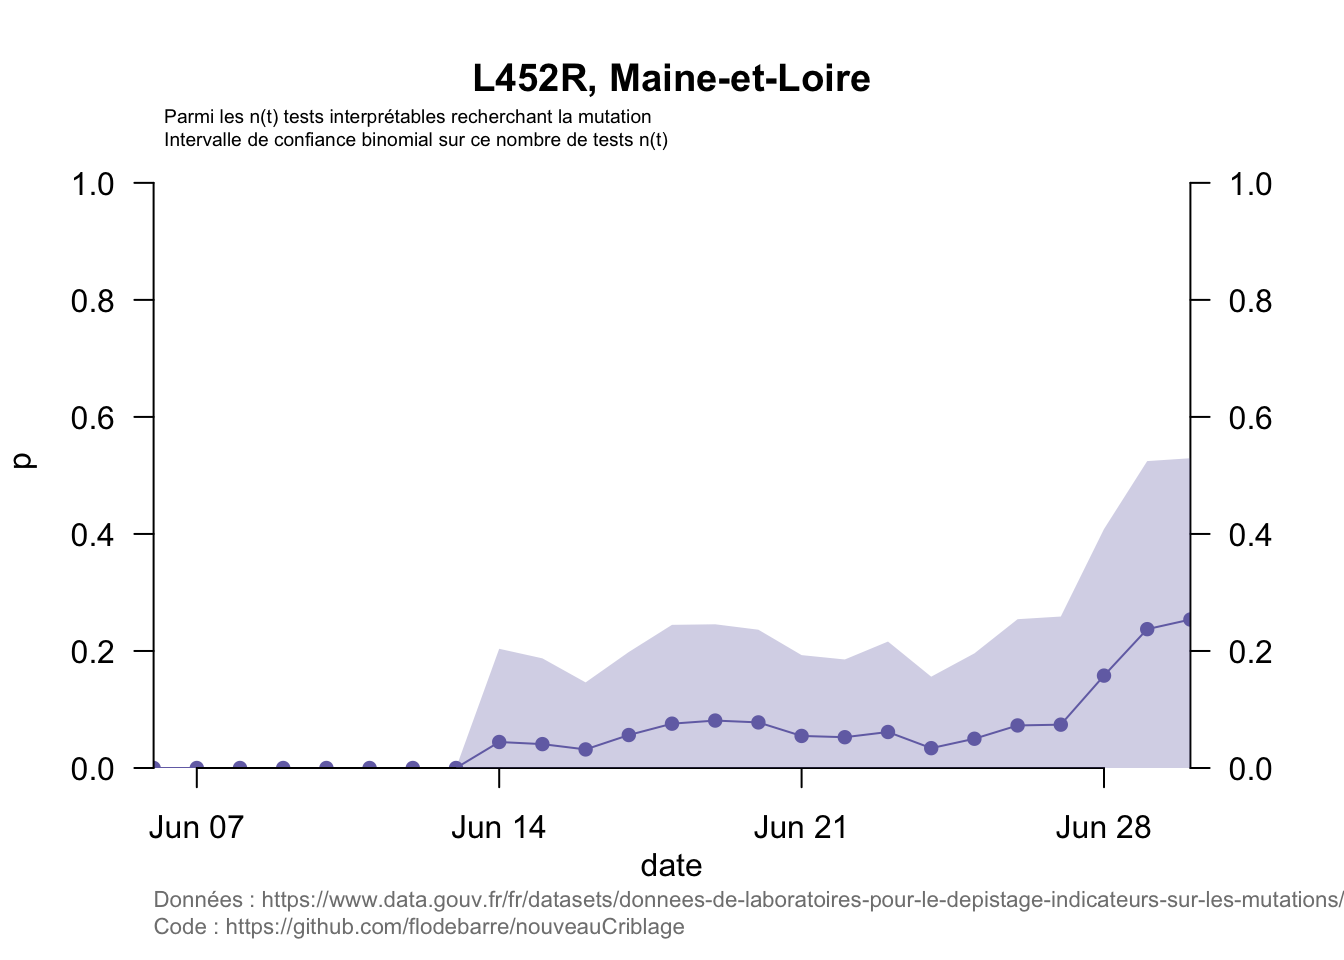 L452R, Maine-et-Loire
Parmi les n(t) tests interprétables recherchant la mutation
Intervalle de confiance binomial sur ce nombre de tests n(t)
1.0 1.0
0.8 0.8
0.6 0.6
p
0.4 0.4
0.2 0.2
0.0 0.0
Jun 07 Jun 14 Jun 21 Jun 28
date
Données : https://www.data.gouv.fr/fr/datasets/donnees-de-laboratoires-pour-le-depistage-indicateurs-sur-les-mutations/
Code : https://github.com/flodebarre/nouveauCriblage